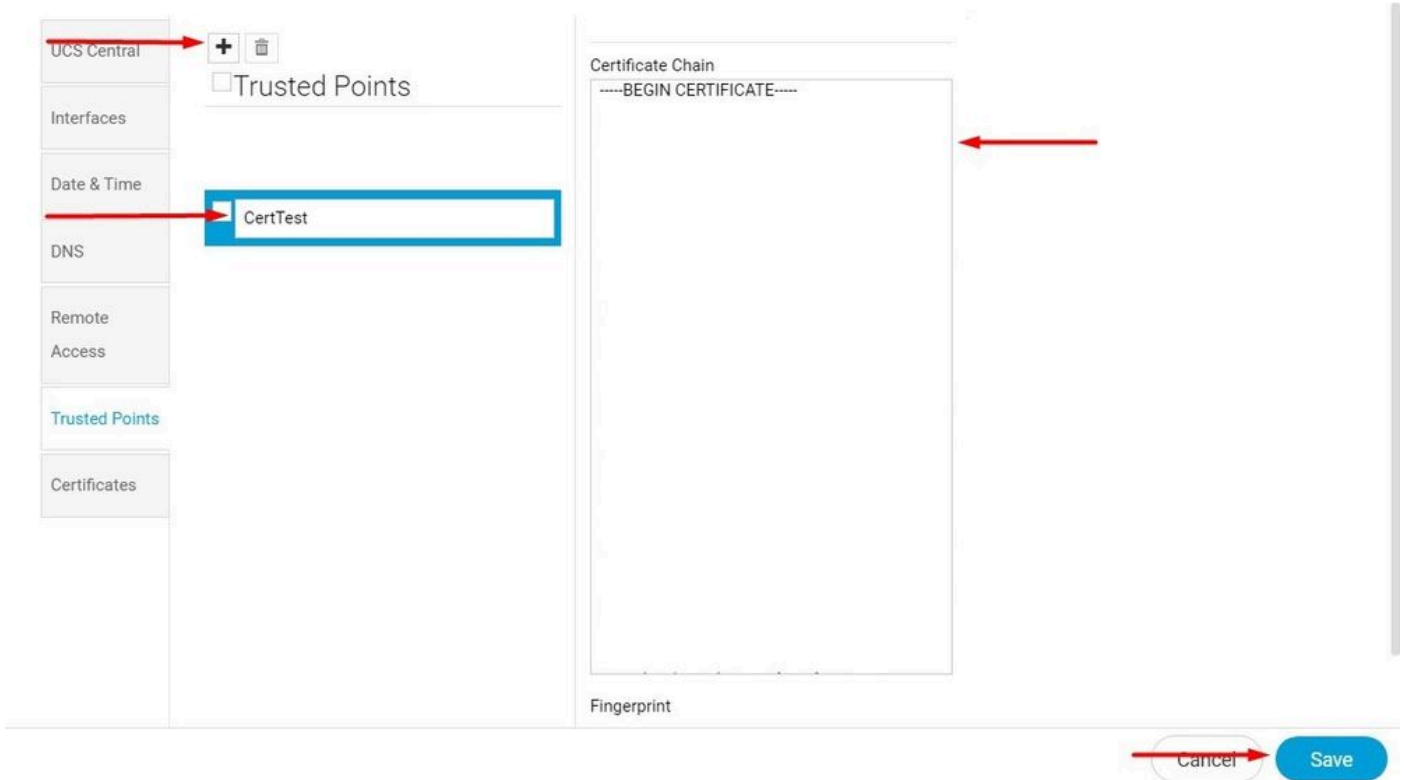 UCS Central
Interfaces
Date & Time
DNS
Remote
Access
Trusted Points
Certificates
+
Trusted Points
CertTest
Certificate Chain
-----BEGIN CERTIFICATE-----
Fingerprint
Cancel
Save